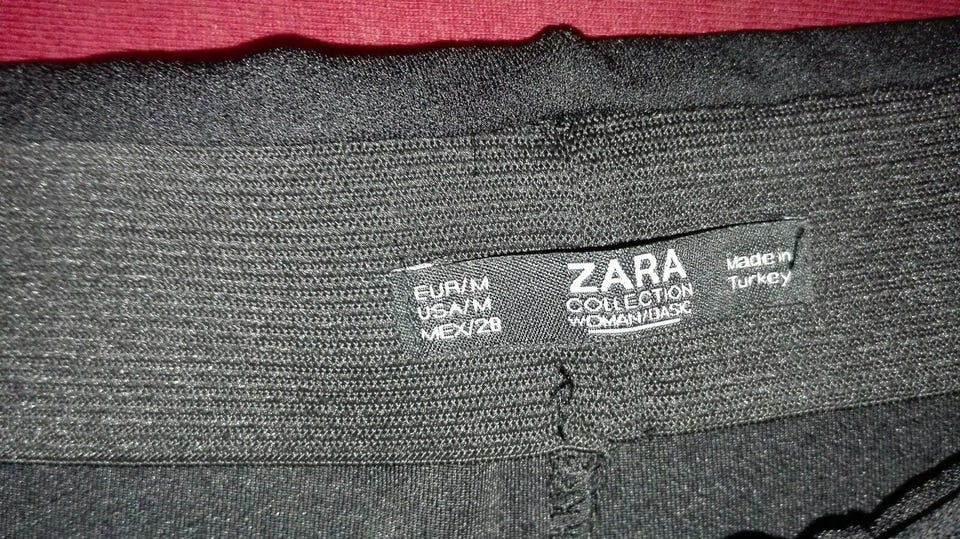 EUR/M
USA/M
MEX/28
ZARA
COLLECTION
WOMAN/BASIC
Made in
Turkey